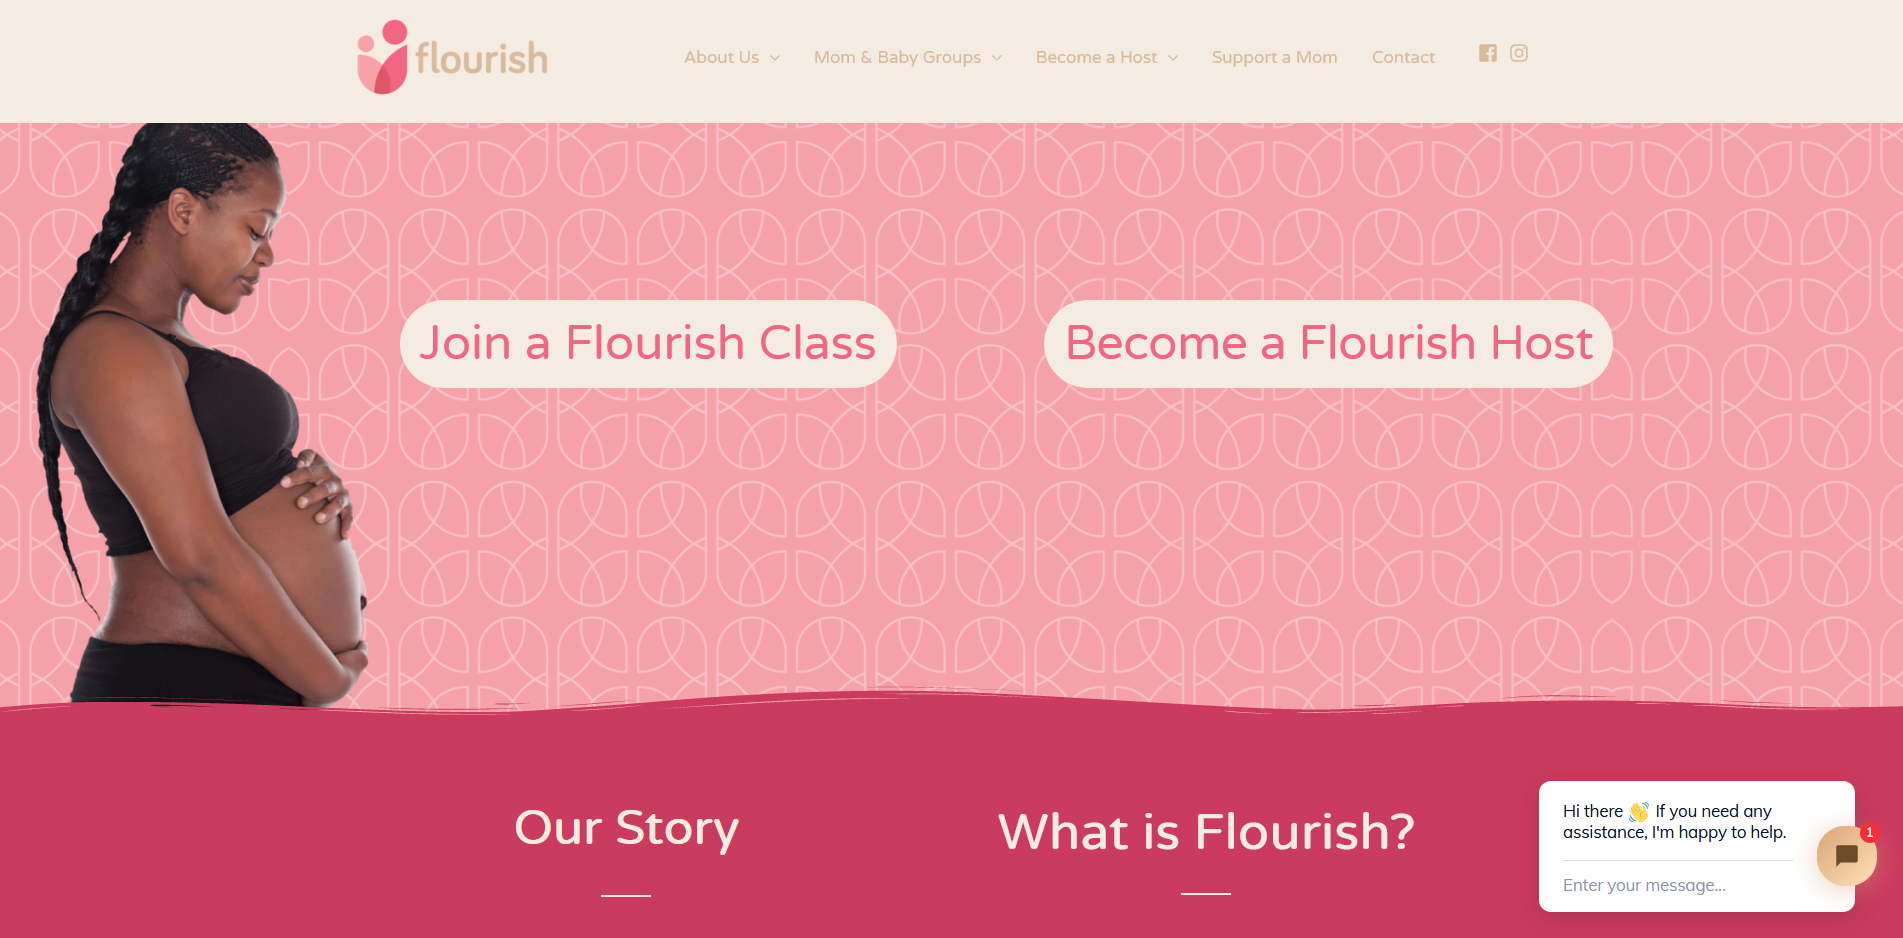 flourish
About Us
Mom & Baby Groups
Become a Host
Support a Mom
Contact
Join a Flourish Class
Become a Flourish Host
Our Story
What is Flourish?
Hi there 👋 If you need any
assistance, I'm happy to help.
1
Enter your message...